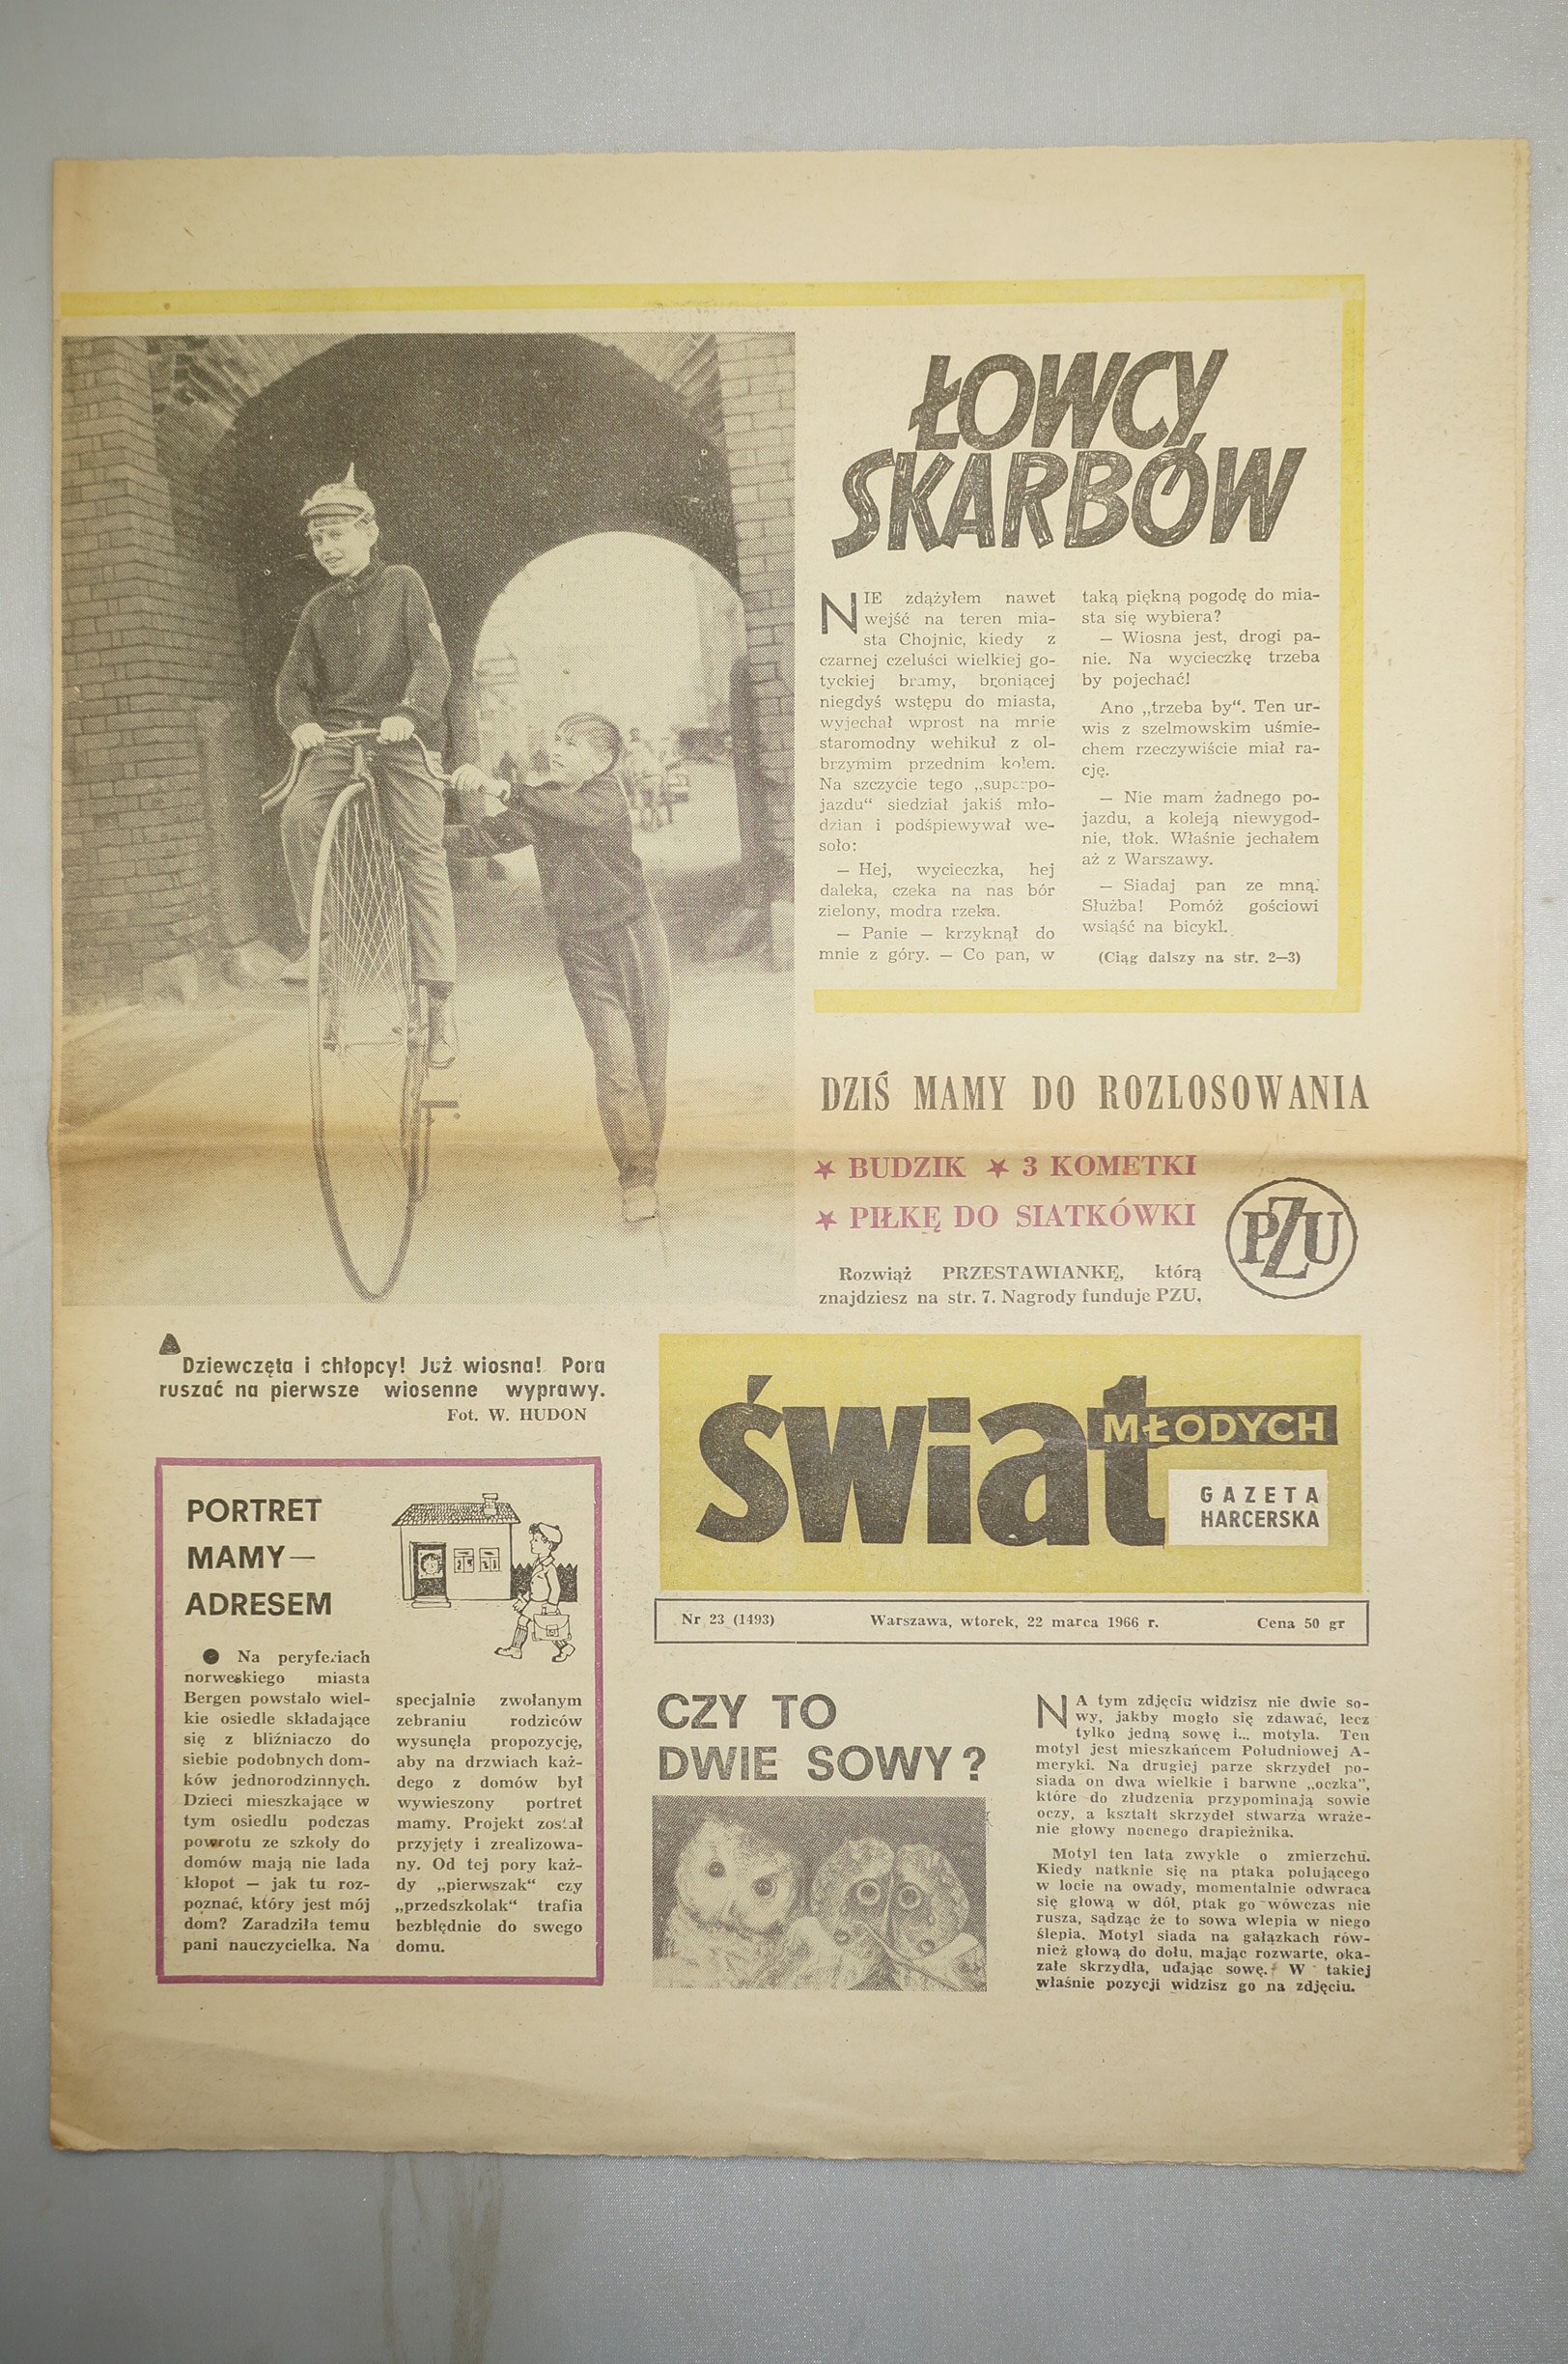 ŁOWCY
SKARBÓW
NIE zdążyłem nawet
wejść na teren mia-
sta Chojnic, kiedy z
czarnej czeluści wielkiej go-
tyckiej bramy, broniącej
niegdyś wstępu do miasta,
wyjechał wprost na mnie
staromodny wehikuł z ol-
brzymim przednim kołem.
Na szczycie tego „superpo-
jazdu“ siedział jakiś mło-
dzian i podśpiewywał we-
soło:
— Hej, wycieczka, hej
daleka, czeka na nas bór
zielony, modra rzeka.
— Panie — krzyknął do
mnie z góry. — Co pan, w
taką piękną pogodę do mia-
sta się wybiera?
— Wiosna jest, drogi pa-
nie. Na wycieczkę trzeba
by pojechać!
Ano „trzeba by“. Ten ur-
wis z szelmowskim uśmie-
chem rzeczywiście miał ra-
cję.
— Nie mam żadnego po-
jazdu, a koleją niewygod-
nie, tłok. Właśnie jechałem
aż z Warszawy.
— Siadaj pan ze mną.
Służba! Pomóż gościowi
wsiąść na bicykl.
(Ciąg dalszy na str. 2—3)
DZIŚ MAMY DO ROZLOSOWANIA
★ BUDZIK ★ 3 KOMETKI
★ PIŁKĘ DO SIATKÓWKI
PZU
Rozwiąż PRZESTAWIANKĘ, którą
znajdziesz na str. 7. Nagrody funduje PZU.
Dziewczęta i chłopcy! Już wiosna! Pora
ruszać na pierwsze wiosenne wyprawy.
Fot. W. HUDON
świat
MŁODYCH
GAZETA
HARCERSKA
Nr 23 (1493) Warszawa, wtorek, 22 marca 1966 r. Cena 50 gr
PORTRET
MAMY—
ADRESEM
● Na peryferiach
norweskiego miasta
Bergen powstało wiel-
kie osiedle składające
się z bliźniaczo do
siebie podobnych dom-
ków jednorodzinnych.
Dzieci mieszkające w
tym osiedlu podczas
powrotu ze szkoły do
domów mają nie lada
kłopot — jak tu roz-
poznać, który jest mój
dom? Zaradziła temu
pani nauczycielka. Na
specjalnie zwołanym
zebraniu rodziców
wysunęła propozycję,
aby na drzwiach każ-
dego z domów był
wywieszony portret
mamy. Projekt został
przyjęty i zrealizowa-
ny. Od tej pory każ-
dy „pierwszak“ czy
„przedszkolak“ trafia
bezbłędnie do swego
domu.
CZY TO
DWIE SOWY?
NA tym zdjęciu widzisz nie dwie so-
wy, jakby mogło się zdawać, lecz
tylko jedną sowę i... motyla. Ten
motyl jest mieszkańcem Południowej A-
meryki. Na drugiej parze skrzydeł po-
siada on dwa wielkie i barwne „oczka”,
które do złudzenia przypominają sowie
oczy, a kształt skrzydeł stwarza wraże-
nie głowy nocnego drapieżnika.
Motyl ten lata zwykle o zmierzchu.
Kiedy natknie się na ptaka polującego
w locie na owady, momentalnie odwraca
się głową w dół, ptak go wówczas nie
rusza, sądząc że to sowa wlepia w niego
ślepia. Motyl siada na gałązkach rów-
nież głową do dołu, mając rozwarte, oka-
załe skrzydła, udając sowę. W takiej
właśnie pozycji widzisz go na zdjęciu.